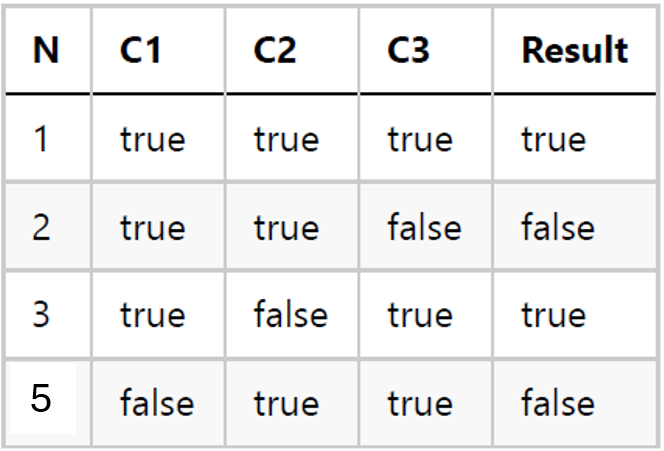 N C1 C2 C3 Result
1 true true true true
2 true true false false
3 true false true true
5 false true true false